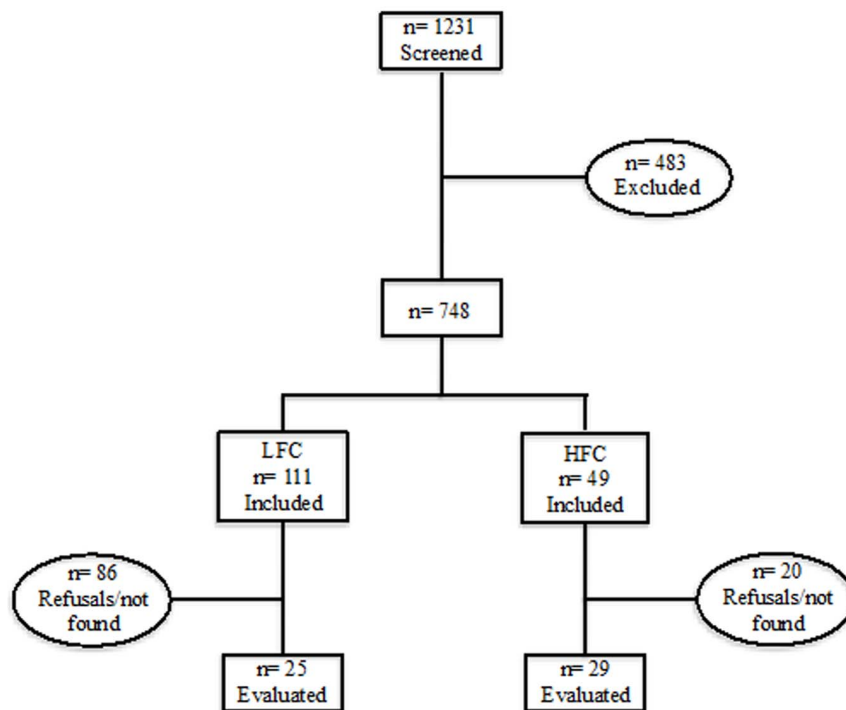 n= 1231
Screened
n= 483
Excluded
n= 748
LFC
n= 111
Included
HFC
n= 49
Included
n= 86
Refusals/not
found
n= 20
Refusals/not
found
n= 25
Evaluated
n= 29
Evaluated